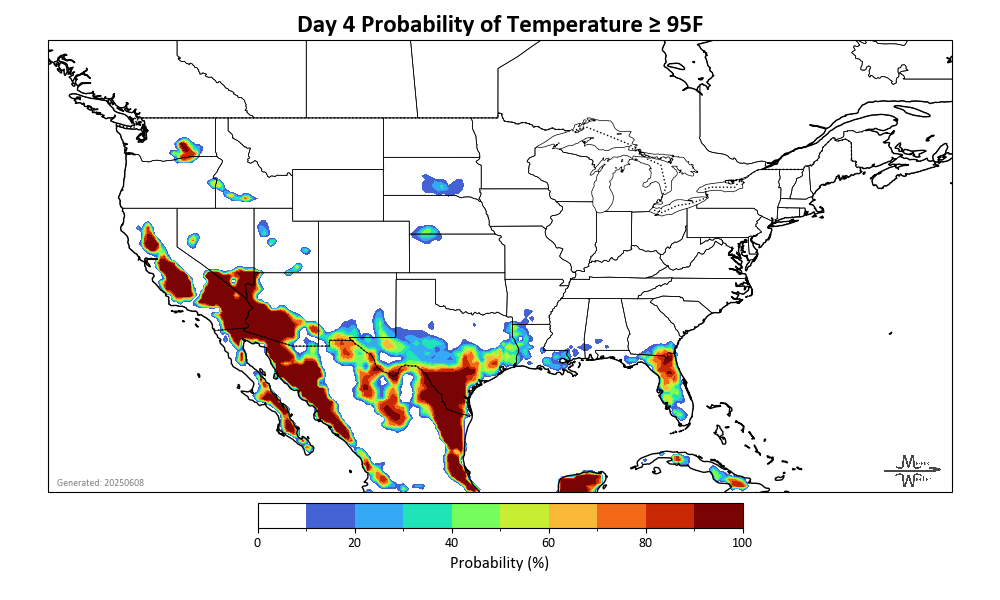 Day 4 Probability of Temperature ≥ 95F
Generated: 20250608
0 20 40 60 80 100
Probability (%)